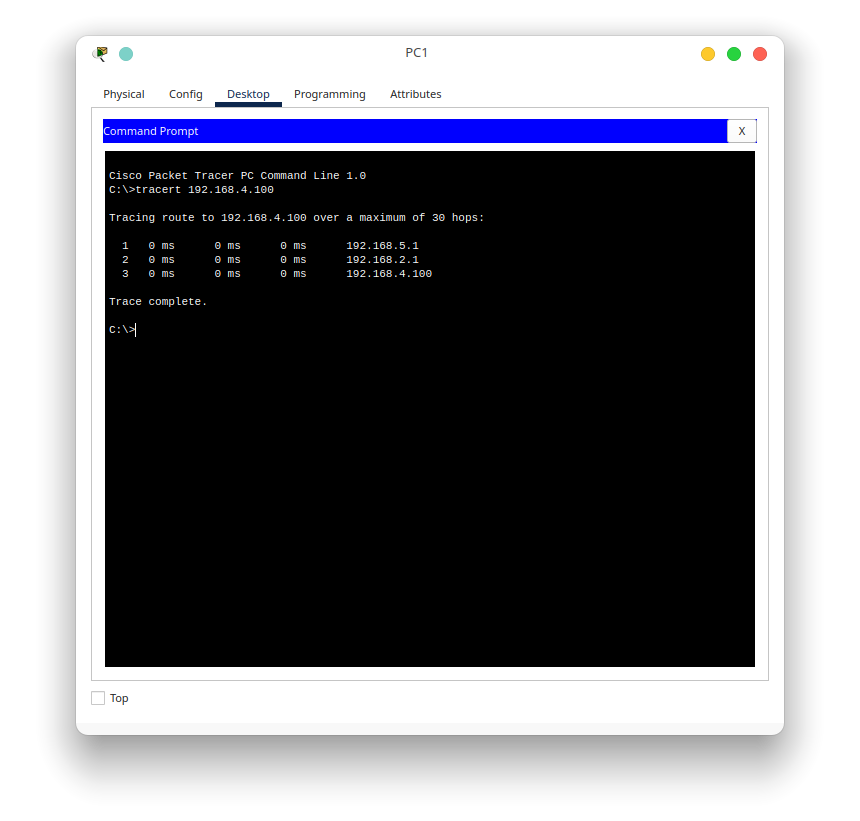 PC1
Physical Config Desktop Programming Attributes
Command Prompt X
Cisco Packet Tracer PC Command Line 1.0
C:\>tracert 192.168.4.100
Tracing route to 192.168.4.100 over a maximum of 30 hops:
1 0 ms 0 ms 0 ms 192.168.5.1
2 0 ms 0 ms 0 ms 192.168.2.1
3 0 ms 0 ms 0 ms 192.168.4.100
Trace complete.
C:\>
Top